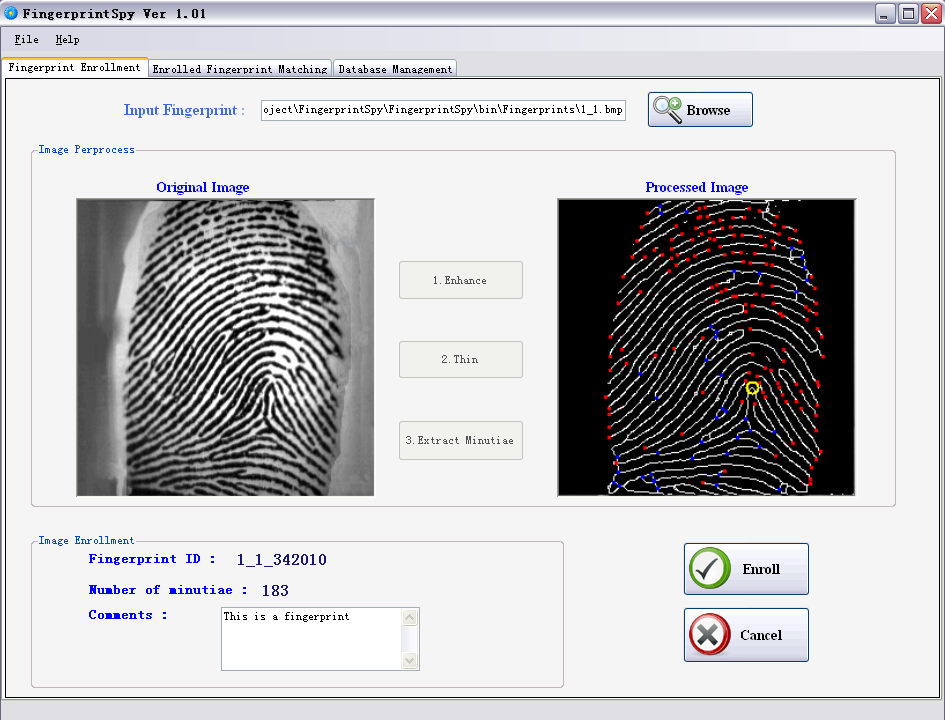 FingerprintSpy Ver 1.01
File Help
Fingerprint Enrollment Enrolled Fingerprint Matching Database Management
Input Fingerprint : oject\FingerprintSpy\FingerprintSpy\bin\Fingerprints\1_1.bmp Browse
Image Perprocess
Original Image Processed Image
1.Enhance
2.Thin
3.Extract Minutiae
Image Enrollment
Fingerprint ID : 1_1_342010
Number of minutiae : 183
Comments : This is a fingerprint
Enroll
Cancel